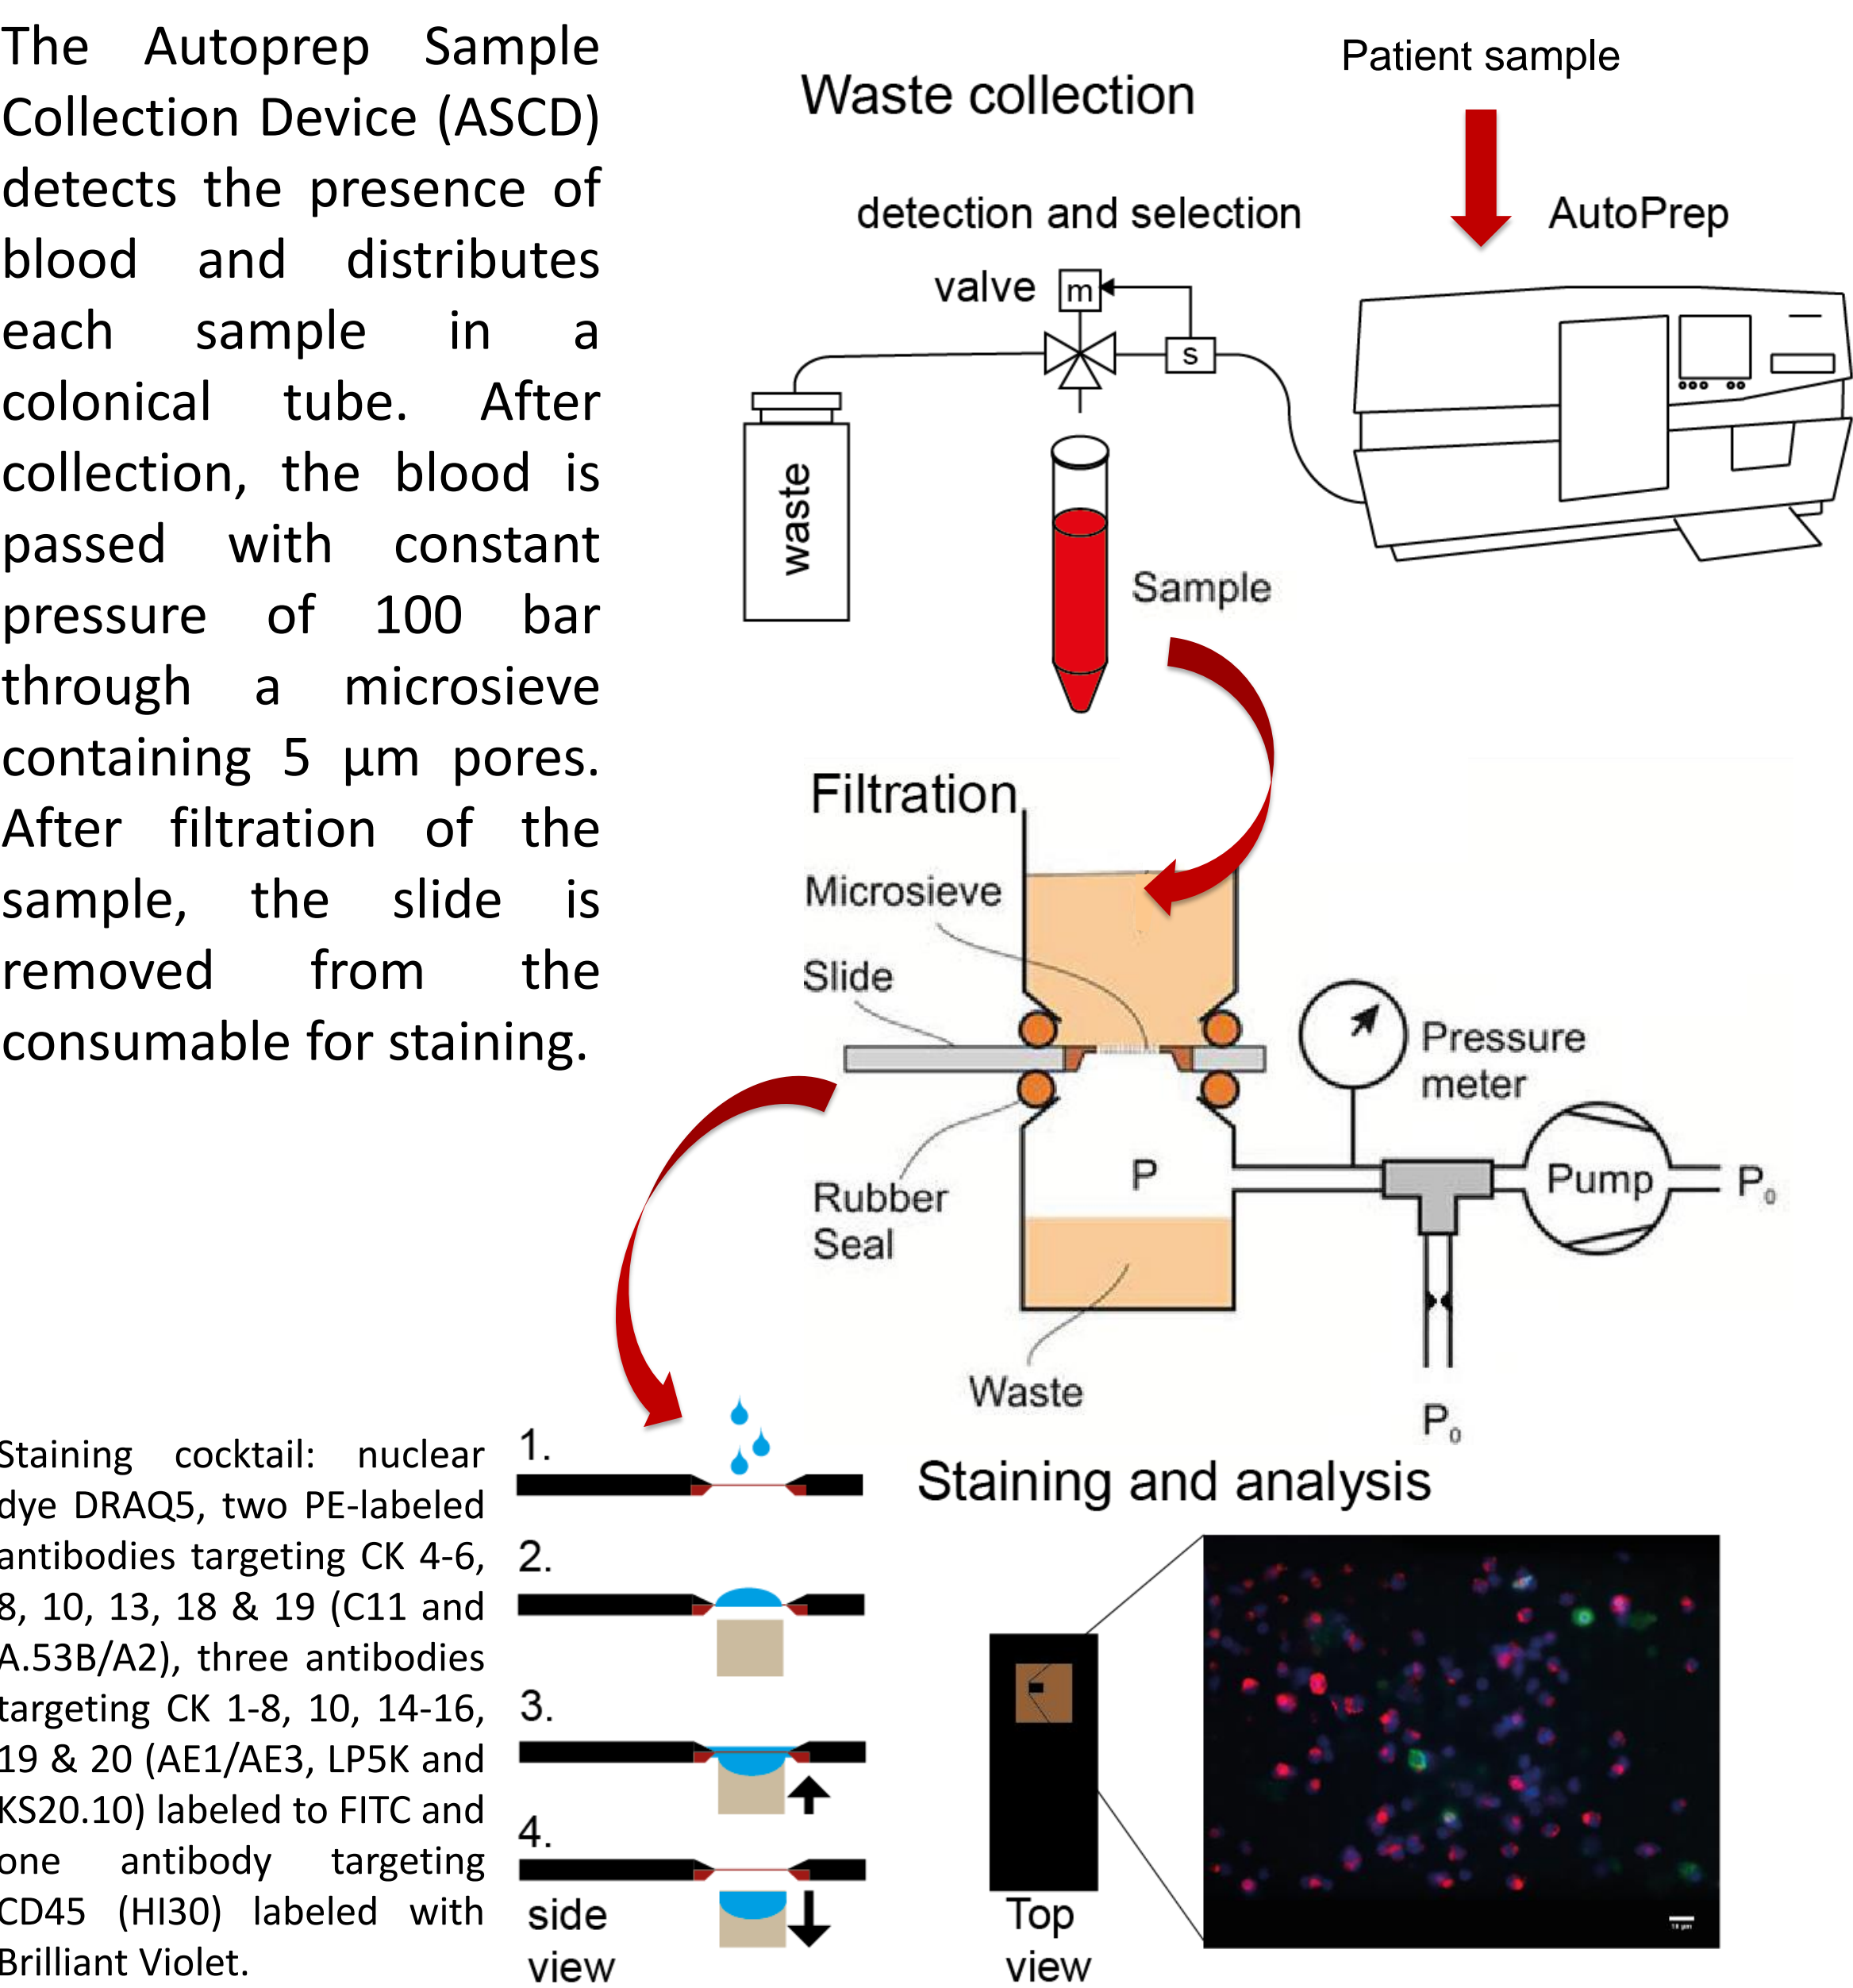 The Autoprep Sample
Collection Device (ASCD)
detects the presence of
blood and distributes
each sample in a
colonical tube. After
collection, the blood is
passed with constant
pressure of 100 bar
through a microsieve
containing 5 µm pores.
After filtration of the
sample, the slide is
removed from the
consumable for staining.
Patient sample
Waste collection
detection and selection
AutoPrep
valve
m
s
waste
Sample
Filtration
Microsieve
Slide
Pressure
meter
P
Pump
P₀
Rubber
Seal
Waste
P₀
Staining cocktail: nuclear
dye DRAQ5, two PE-labeled
antibodies targeting CK 4-6,
8, 10, 13, 18 & 19 (C11 and
A.53B/A2), three antibodies
targeting CK 1-8, 10, 14-16,
19 & 20 (AE1/AE3, LP5K and
KS20.10) labeled to FITC and
one antibody targeting
CD45 (HI30) labeled with
Brilliant Violet.
1.
2.
3.
4.
side
view
Staining and analysis
Top
view
10 µm